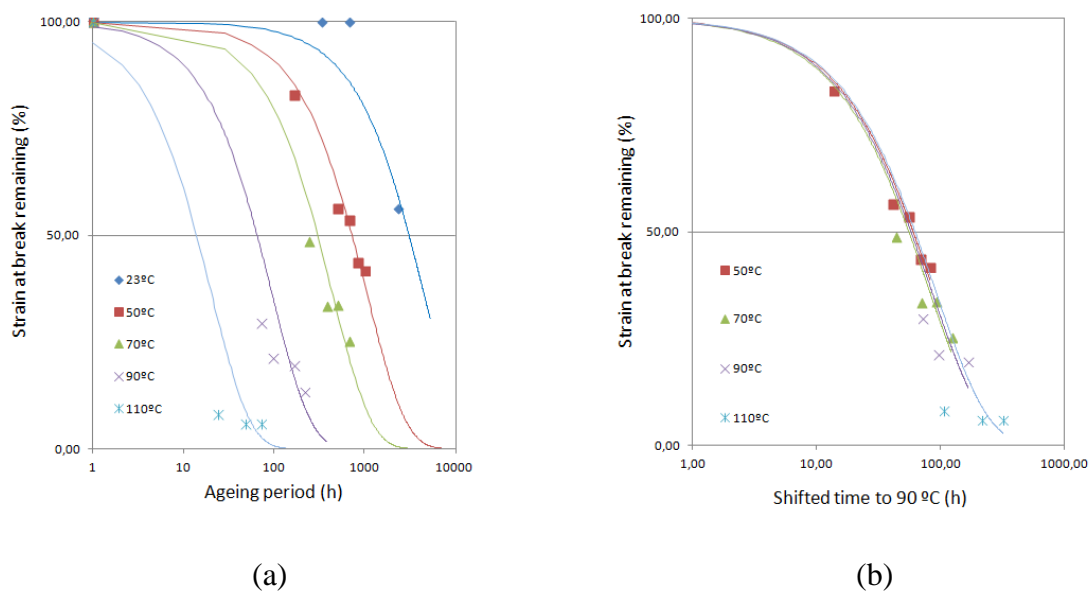 100,00
50,00
0,00
Strain at break remaining (%)
23ºC
50ºC
70ºC
90ºC
110ºC
1
10
100
1000
10000
Ageing period (h)
(a)
100,00
50,00
0,00
Strain at break remaining (%)
50ºC
70ºC
90ºC
110ºC
1,00
10,00
100,00
1000,00
Shifted time to 90 ºC (h)
(b)